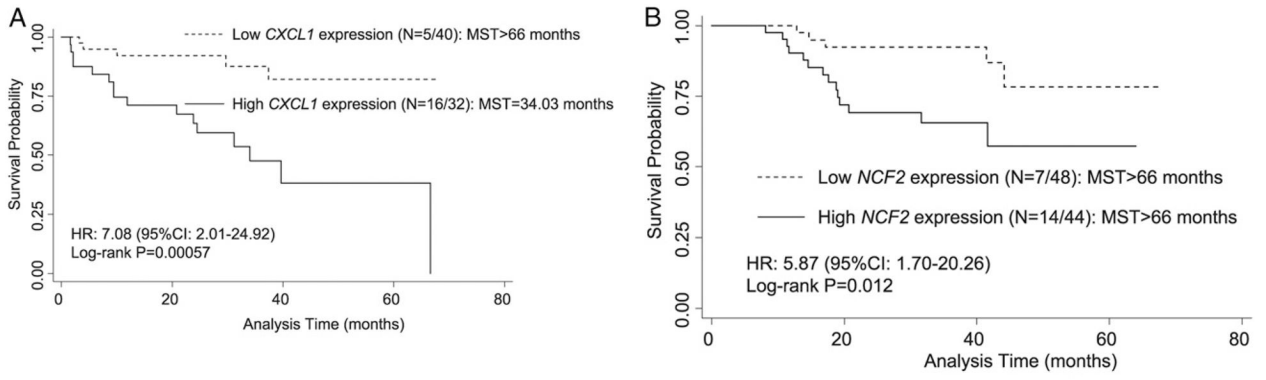 A
Survival Probability
1.00
0.75
0.50
0.25
0.00
Low CXCL1 expression (N=5/40): MST>66 months
High CXCL1 expression (N=16/32): MST=34.03 months
HR: 7.08 (95%CI: 2.01-24.92)
Log-rank P=0.00057
0 20 40 60 80
Analysis Time (months)
B
Survival Probability
1.00
0.75
0.50
0.25
0.00
Low NCF2 expression (N=7/48): MST>66 months
High NCF2 expression (N=14/44): MST>66 months
HR: 5.87 (95%CI: 1.70-20.26)
Log-rank P=0.012
0 20 40 60 80
Analysis Time (months)